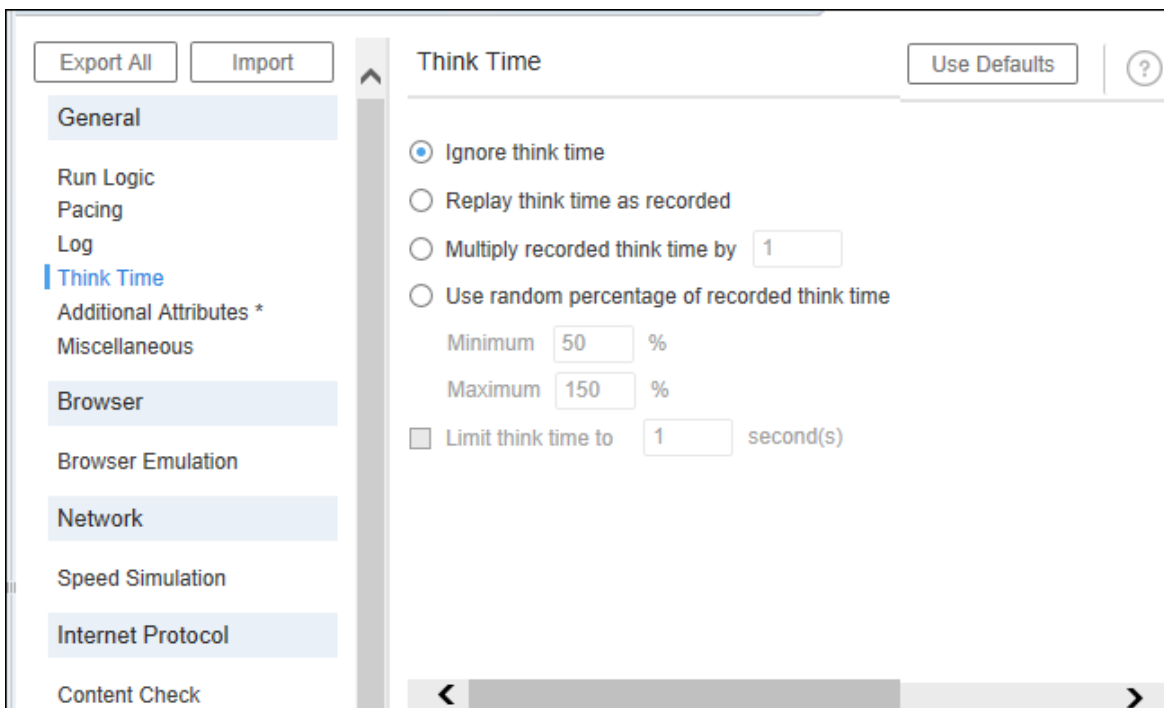 Export All
Import
General
Run Logic
Pacing
Log
Think Time
Additional Attributes *
Miscellaneous
Browser
Browser Emulation
Network
Speed Simulation
Internet Protocol
Content Check
Think Time
Use Defaults
?
Ignore think time
Replay think time as recorded
Multiply recorded think time by 1
Use random percentage of recorded think time
Minimum 50 %
Maximum 150 %
Limit think time to 1 second(s)